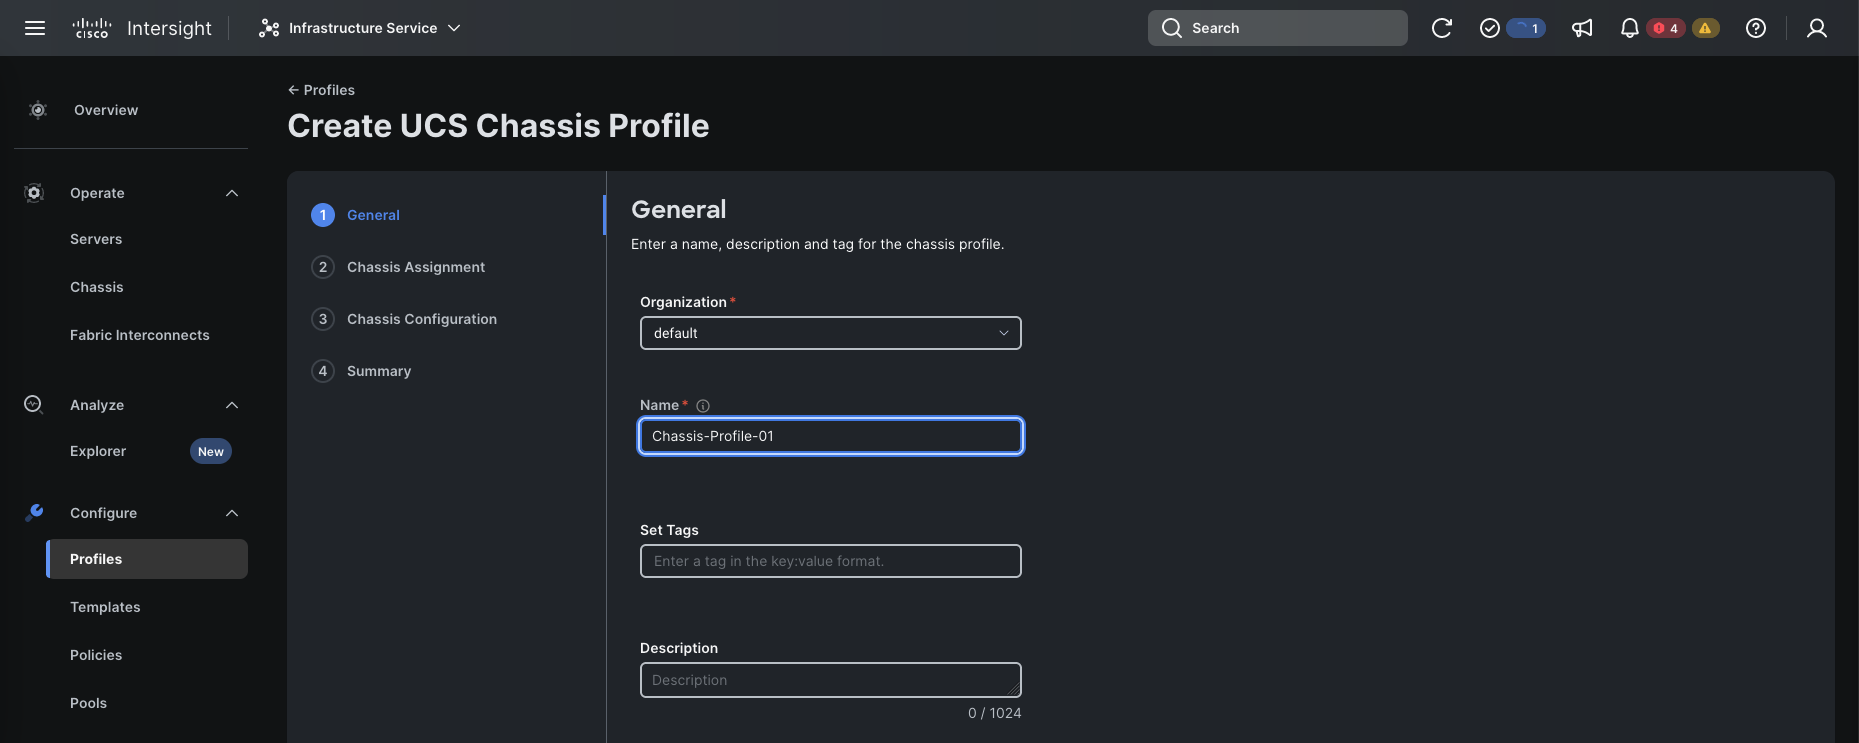 cisco Intersight Infrastructure Service Search 1 4
Overview
Operate
Servers
Chassis
Fabric Interconnects
Analyze
Explorer New
Configure
Profiles
Templates
Policies
Pools
← Profiles
Create UCS Chassis Profile
1 General
2 Chassis Assignment
3 Chassis Configuration
4 Summary
General
Enter a name, description and tag for the chassis profile.
Organization *
default
Name *
Chassis-Profile-01
Set Tags
Enter a tag in the key:value format.
Description
Description
0 / 1024